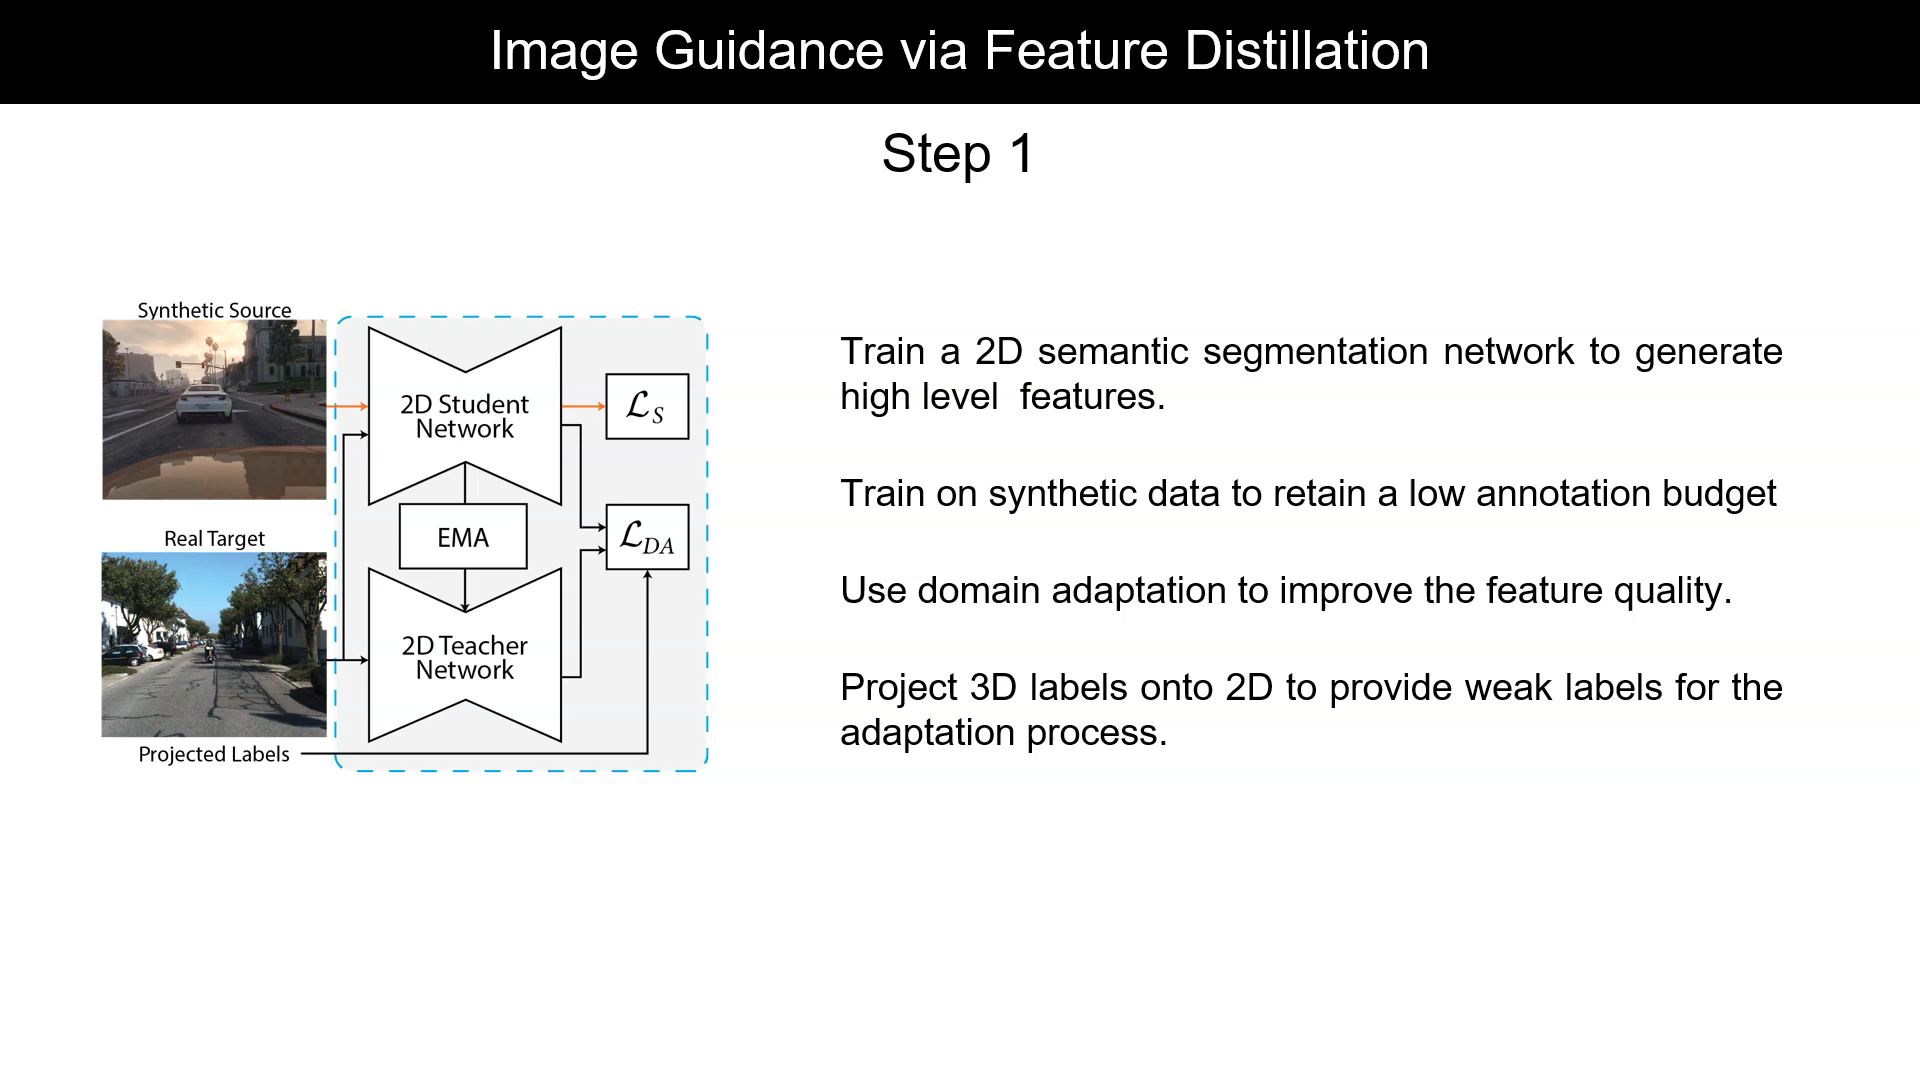 Image Guidance via Feature Distillation
Step 1
Synthetic Source
2D Student
Network
ℒS
EMA
ℒDA
Real Target
2D Teacher
Network
Projected Labels
Train a 2D semantic segmentation network to generate
high level features.
Train on synthetic data to retain a low annotation budget
Use domain adaptation to improve the feature quality.
Project 3D labels onto 2D to provide weak labels for the
adaptation process.